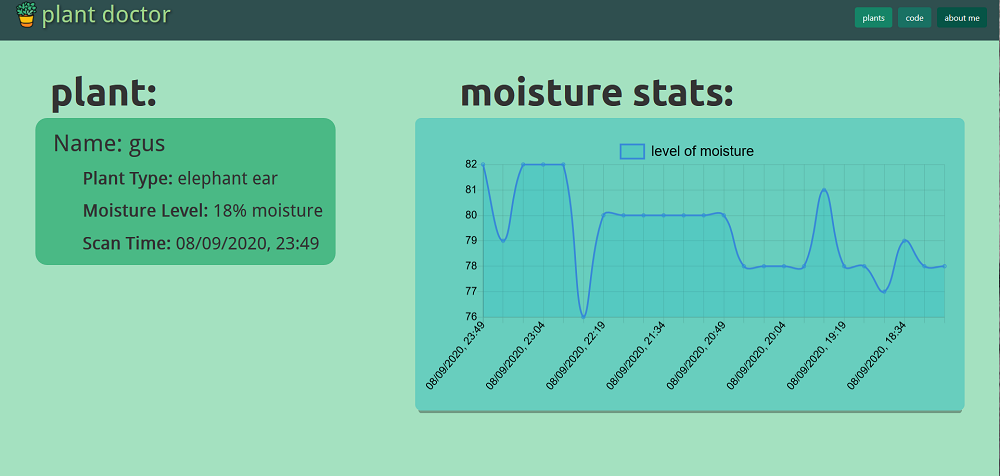 plant doctor
plants
code
about me
plant:
Name: gus
Plant Type: elephant ear
Moisture Level: 18% moisture
Scan Time: 08/09/2020, 23:49
moisture stats:
level of moisture
82
81
80
79
78
77
76
08/09/2020, 23:49
08/09/2020, 23:04
08/09/2020, 22:19
08/09/2020, 21:34
08/09/2020, 20:49
08/09/2020, 20:04
08/09/2020, 19:19
08/09/2020, 18:34